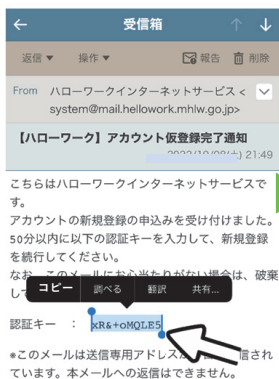 受信箱
返信▼ 操作▼ 報告 削除
From ハローワークインターネットサービス <
system@mail.hellowork.mhlw.go.jp>
【ハローワーク】アカウント仮登録完了通知
21:49
こちらはハローワークインターネットサービスで
す。
アカウントの新規登録の申込みを受け付けました。
50分以内に以下の認証キーを入力して、新規登録
を続行してください。
なお、このメールにお心当たりがない場合は、破棄
し
コピー 調べる 翻訳 共有...
認証キー : xR&+oMQLE5
※このメールは送信専用アドレス 信され
ています。本メールへの返信はできません。